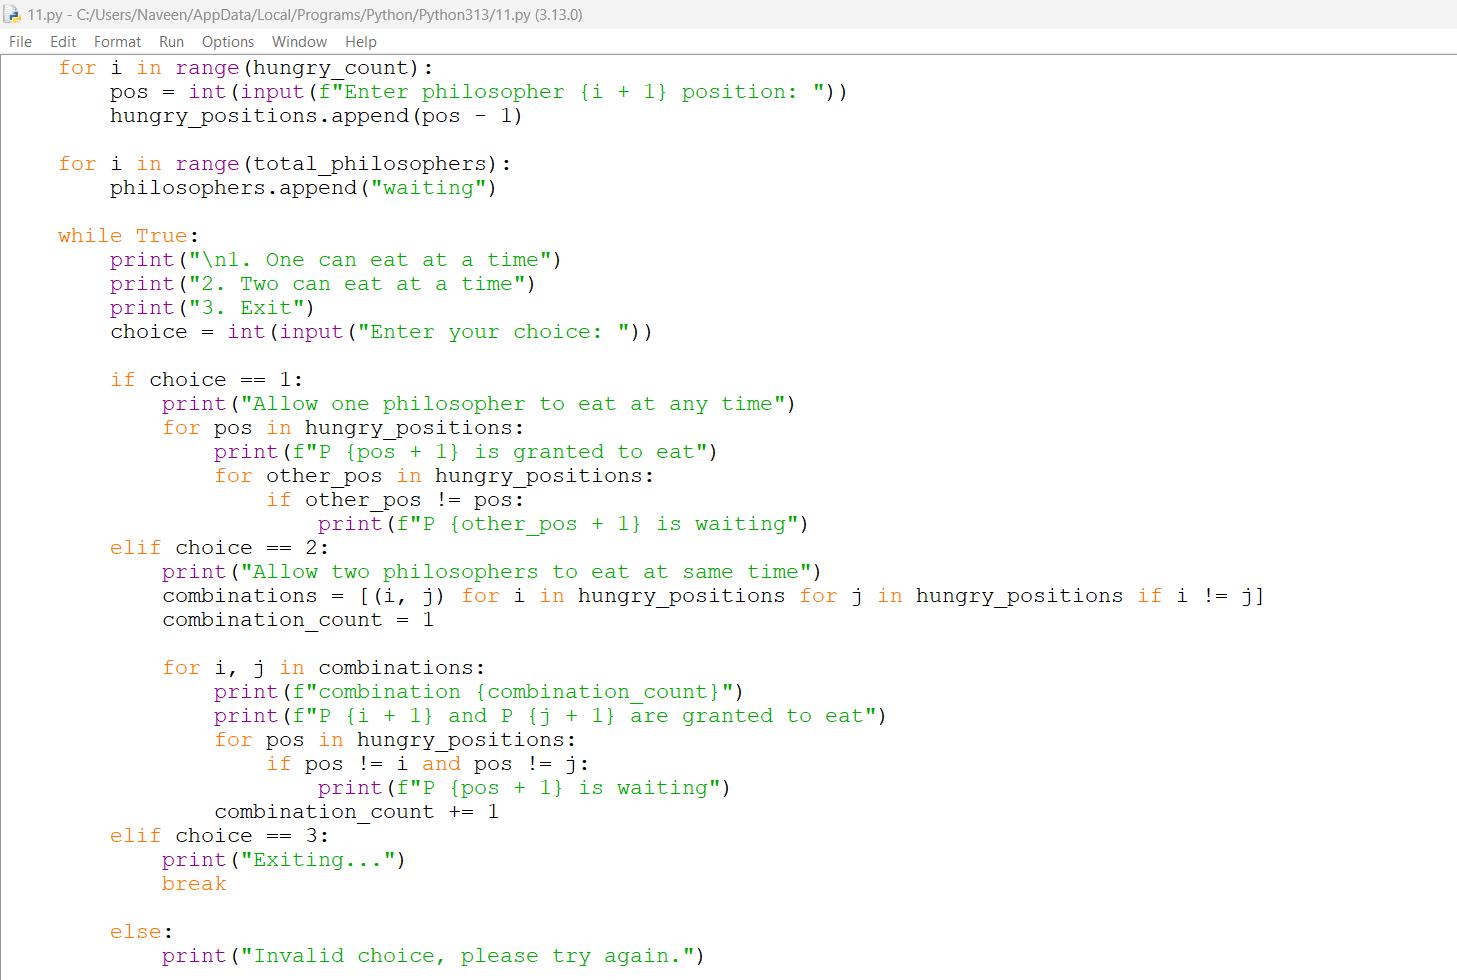 11.py - C:/Users/Naveen/AppData/Local/Programs/Python/Python313/11.py (3.13.0)
File Edit Format Run Options Window Help
    for i in range(hungry_count):
        pos = int(input(f"Enter philosopher {i + 1} position: "))
        hungry_positions.append(pos - 1)

    for i in range(total_philosophers):
        philosophers.append("waiting")

    while True:
        print("\n1. One can eat at a time")
        print("2. Two can eat at a time")
        print("3. Exit")
        choice = int(input("Enter your choice: "))

        if choice == 1:
            print("Allow one philosopher to eat at any time")
            for pos in hungry_positions:
                print(f"P {pos + 1} is granted to eat")
                for other_pos in hungry_positions:
                    if other_pos != pos:
                        print(f"P {other_pos + 1} is waiting")
        elif choice == 2:
            print("Allow two philosophers to eat at same time")
            combinations = [(i, j) for i in hungry_positions for j in hungry_positions if i != j]
            combination_count = 1

            for i, j in combinations:
                print(f"combination {combination_count}")
                print(f"P {i + 1} and P {j + 1} are granted to eat")
                for pos in hungry_positions:
                    if pos != i and pos != j:
                        print(f"P {pos + 1} is waiting")
                combination_count += 1
        elif choice == 3:
            print("Exiting...")
            break

        else:
            print("Invalid choice, please try again.")